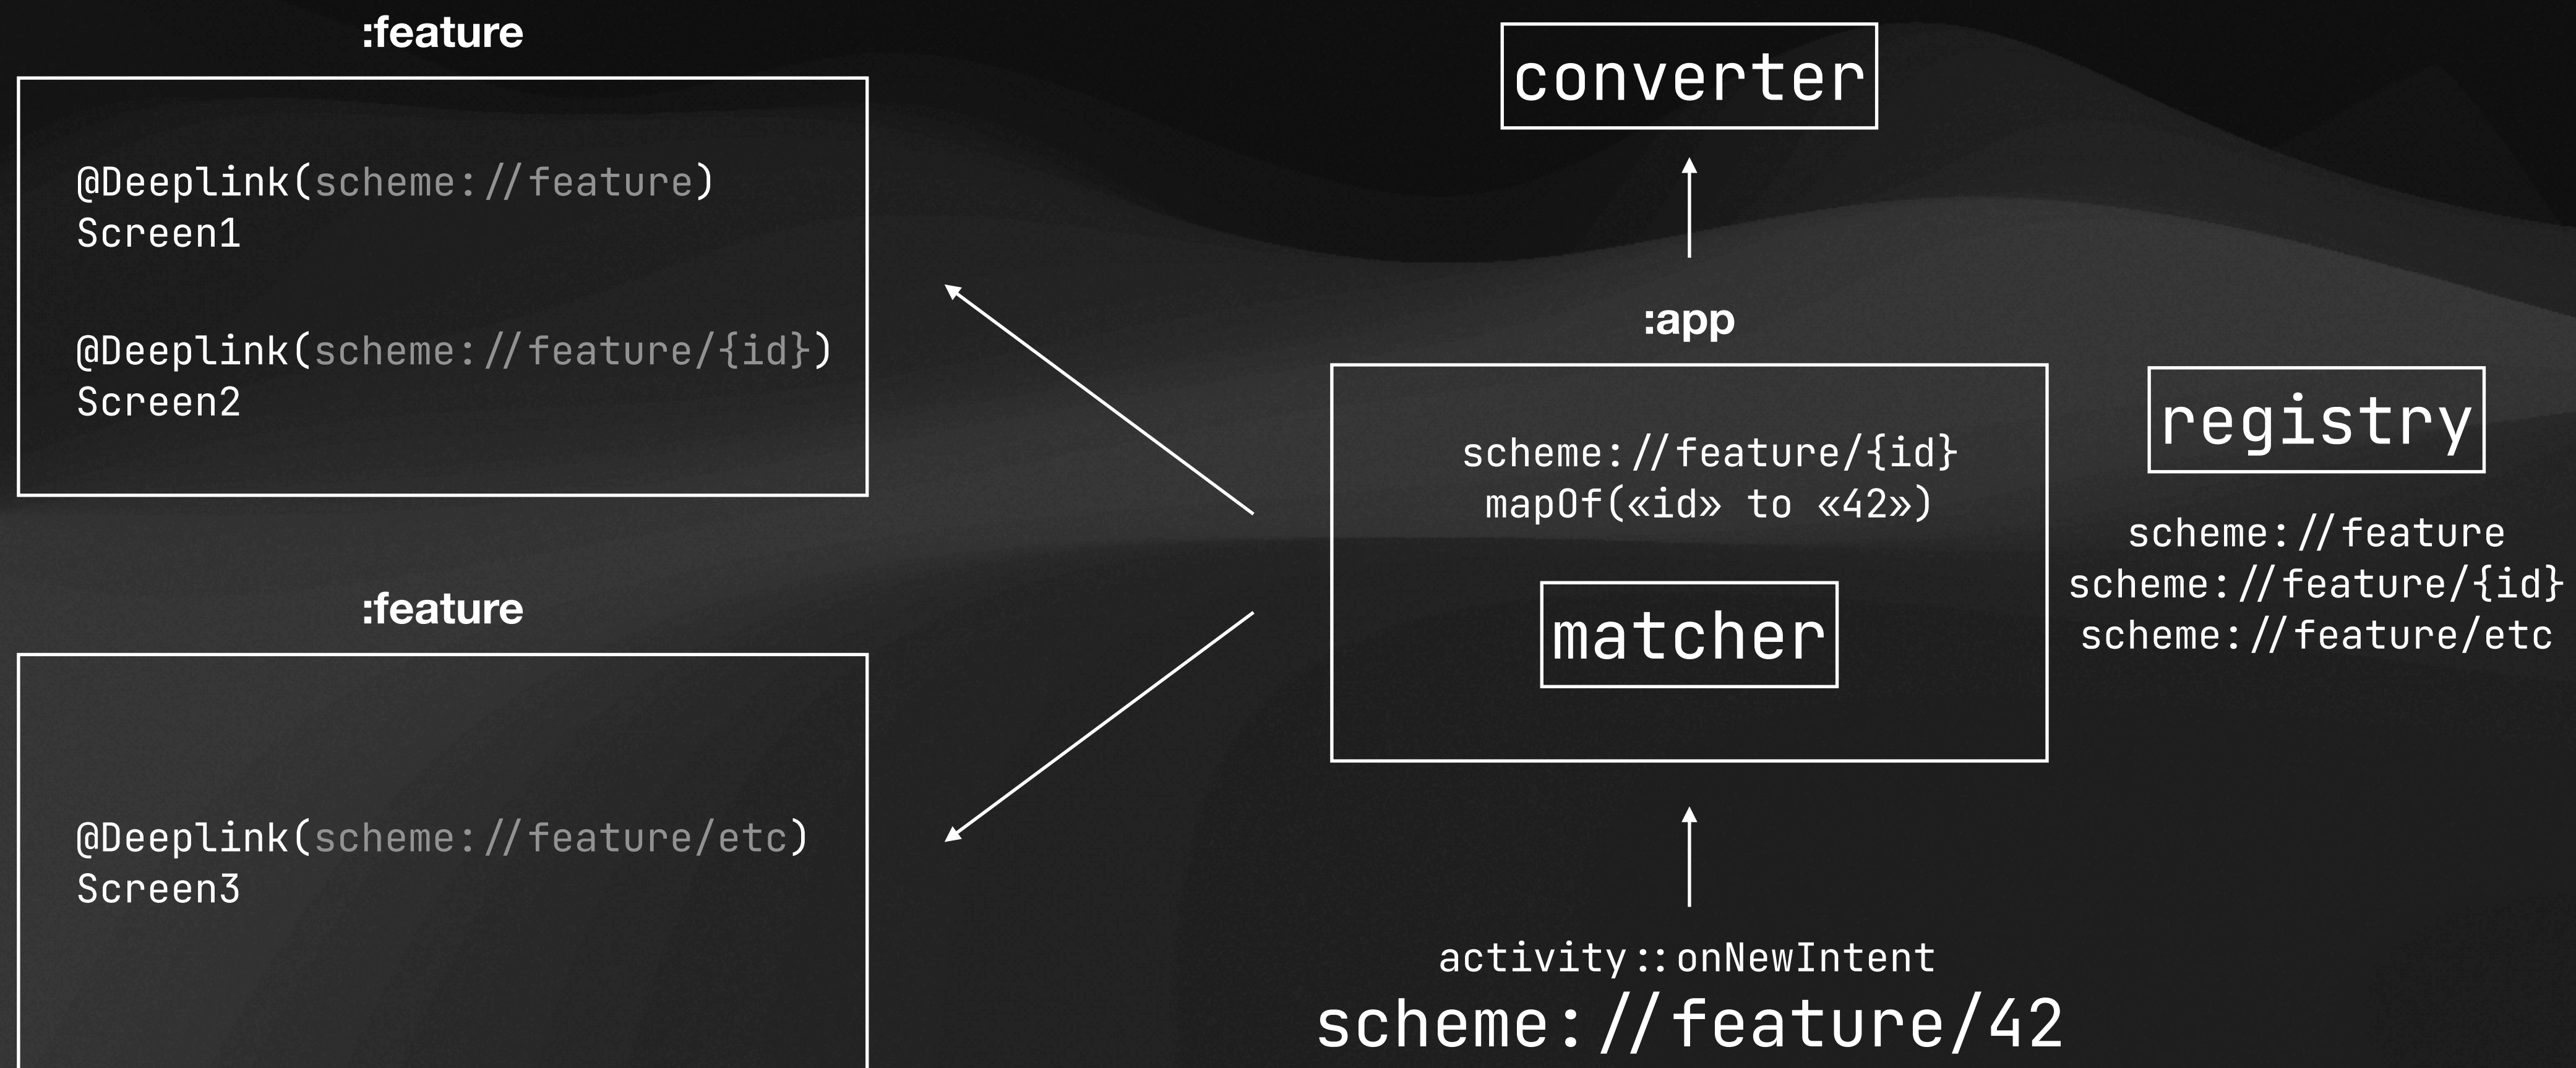 :feature
@Deeplink(scheme://feature)
Screen1
@Deeplink(scheme://feature/{id})
Screen2
:feature
@Deeplink(scheme://feature/etc)
Screen3
converter
:app
scheme://feature/{id}
mapOf(«id» to «42»)
matcher
activity::onNewIntent
scheme://feature/42
registry
scheme://feature
scheme://feature/{id}
scheme://feature/etc